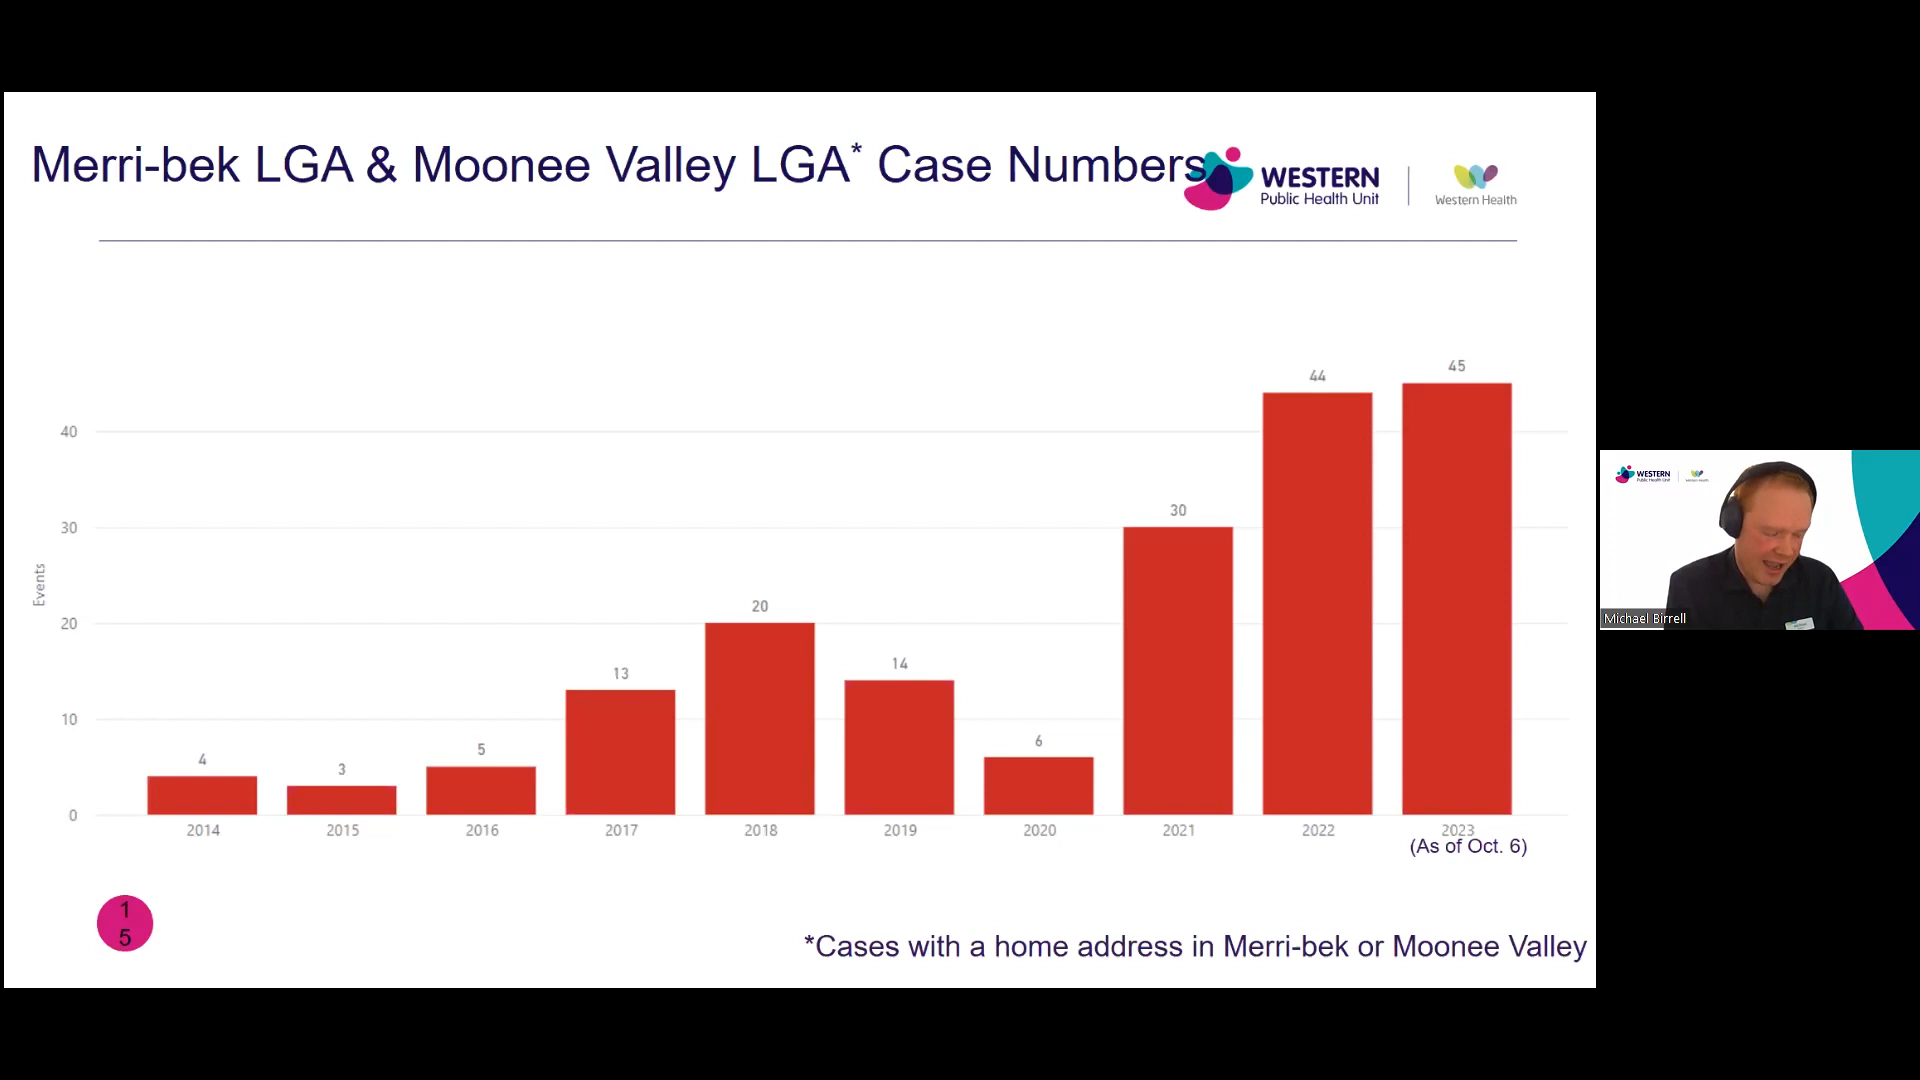 Merri-bek LGA & Moonee Valley LGA* Case Numbers
WESTERN
Public Health Unit
Western Health
45
44
40
30
30
Events
20
20
14
13
10
6
5
4
3
0
2014 2015 2016 2017 2018 2019 2020 2021 2022 2023
(As of Oct. 6)
1
5
*Cases with a home address in Merri-bek or Moonee Valley
WESTERN
Public Health Unit
Michael Birrell